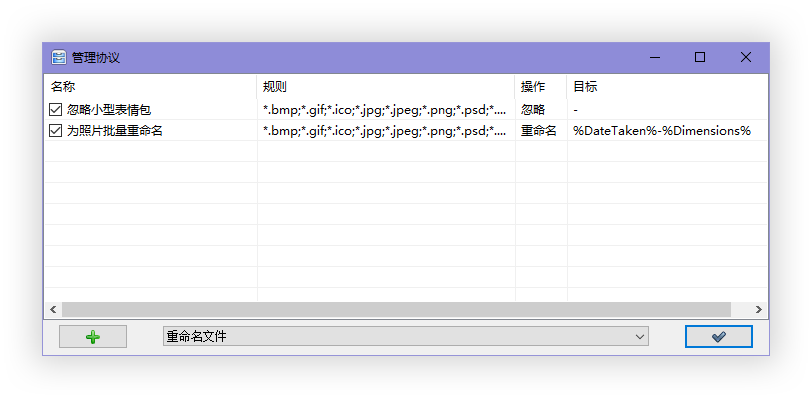 管理协议
名称 规则 操作 目标
忽略小型表情包 *.bmp;*.gif;*.ico;*.jpg;*.jpeg;*.png;*.psd;*.... 忽略 -
为照片批量重命名 *.bmp;*.gif;*.ico;*.jpg;*.jpeg;*.png;*.psd;*.... 重命名 %DateTaken%-%Dimensions%
重命名文件